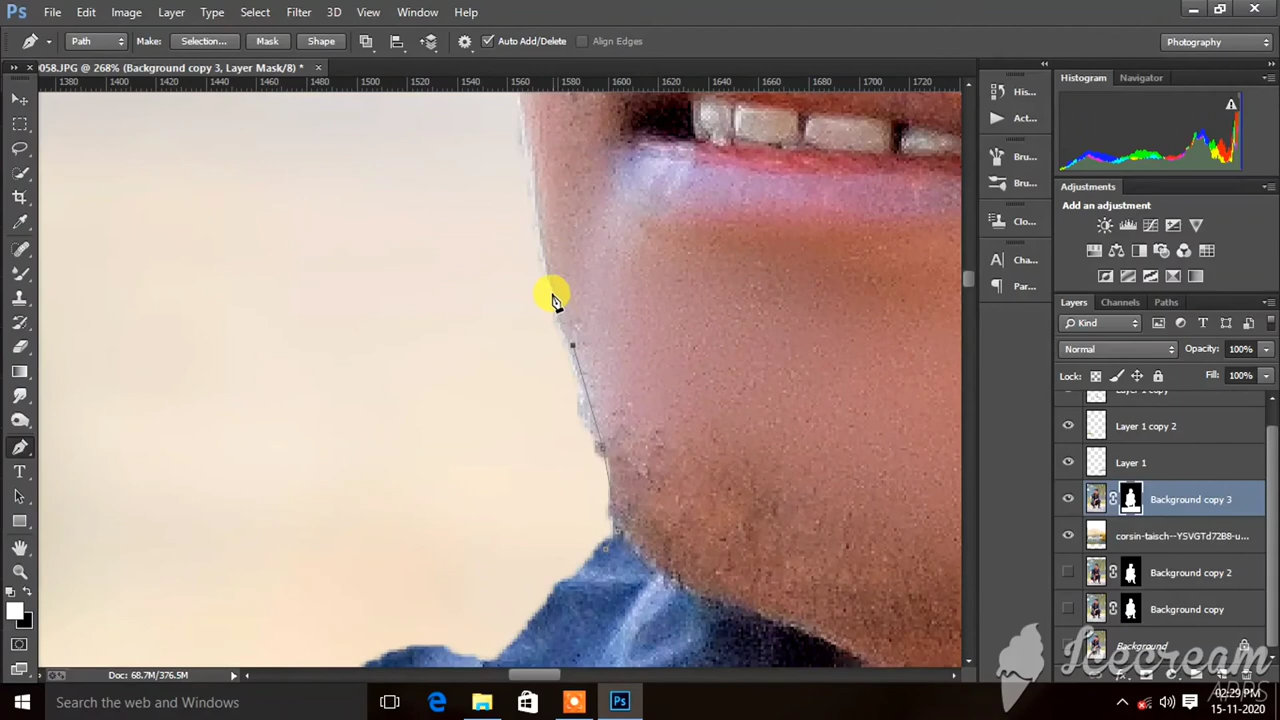 Ps File Edit Image Layer Type Select Filter 3D View Window Help
Path Make: Selection... Mask Shape Auto Add/Delete Align Edges Photography
058.JPG @ 268% (Background copy 3, Layer Mask/8) * ×
1380 1400 1420 1440 1460 1480 1500 1520 1540 1560 1580 1600 1620 1640 1660 1680 1700 1720
His...
Act...
Bru...
Bru...
Clo...
Cha...
Par...
Histogram Navigator
Adjustments
Add an adjustment
Layers Channels Paths
Kind
Normal Opacity: 100%
Lock: Fill: 100%
Layer 1 copy
Layer 1 copy 2
Layer 1
Background copy 3
corsin-taisch--YSVGTd72B8-u...
Background copy 2
Background copy
Background
Doc: 68.7M/376.5M
Icecream
APPS
Search the web and Windows
Ps
02:29 PM
15-11-2020